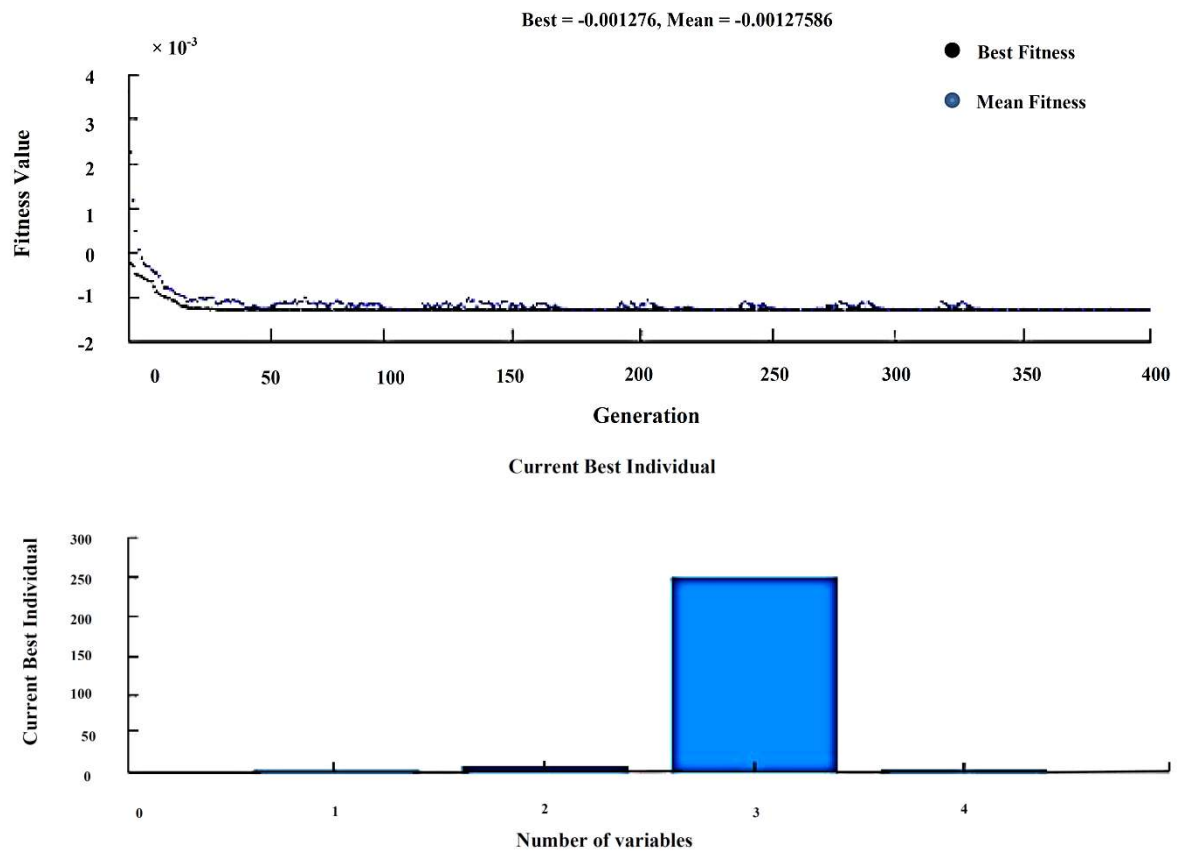 Best = -0.001276, Mean = -0.00127586
× 10⁻³
Best Fitness
Mean Fitness
4
3
2
1
0
-1
-2
Fitness Value
0 50 100 150 200 250 300 350 400
Generation
Current Best Individual
300
250
200
150
100
50
0
Current Best Individual
0 1 2 3 4
Number of variables